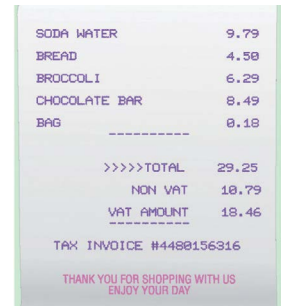 SODA WATER 9.79
BREAD 4.50
BROCCOLI 6.29
CHOCOLATE BAR 8.49
BAG 0.18
----------
>>>>>TOTAL 29.25
NON VAT 10.79
VAT AMOUNT 18.46
----------
TAX INVOICE #4480156316
THANK YOU FOR SHOPPING WITH US
ENJOY YOUR DAY